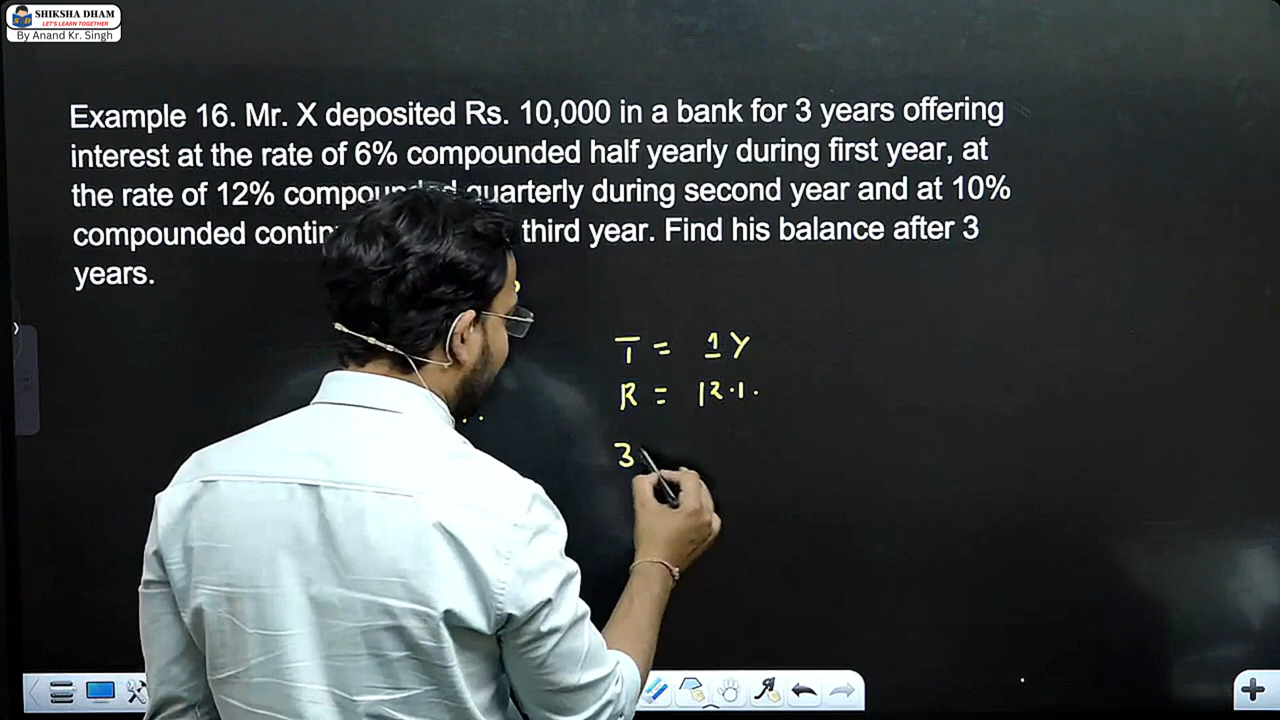 SHIKSHA DHAM
LET'S LEARN TOGETHER
By Anand Kr. Singh
Example 16. Mr. X deposited Rs. 10,000 in a bank for 3 years offering
interest at the rate of 6% compounded half yearly during first year, at
the rate of 12% compounded quarterly during second year and at 10%
compounded third year. Find his balance after 3
years.
T = 1Y
R = 12%.
3